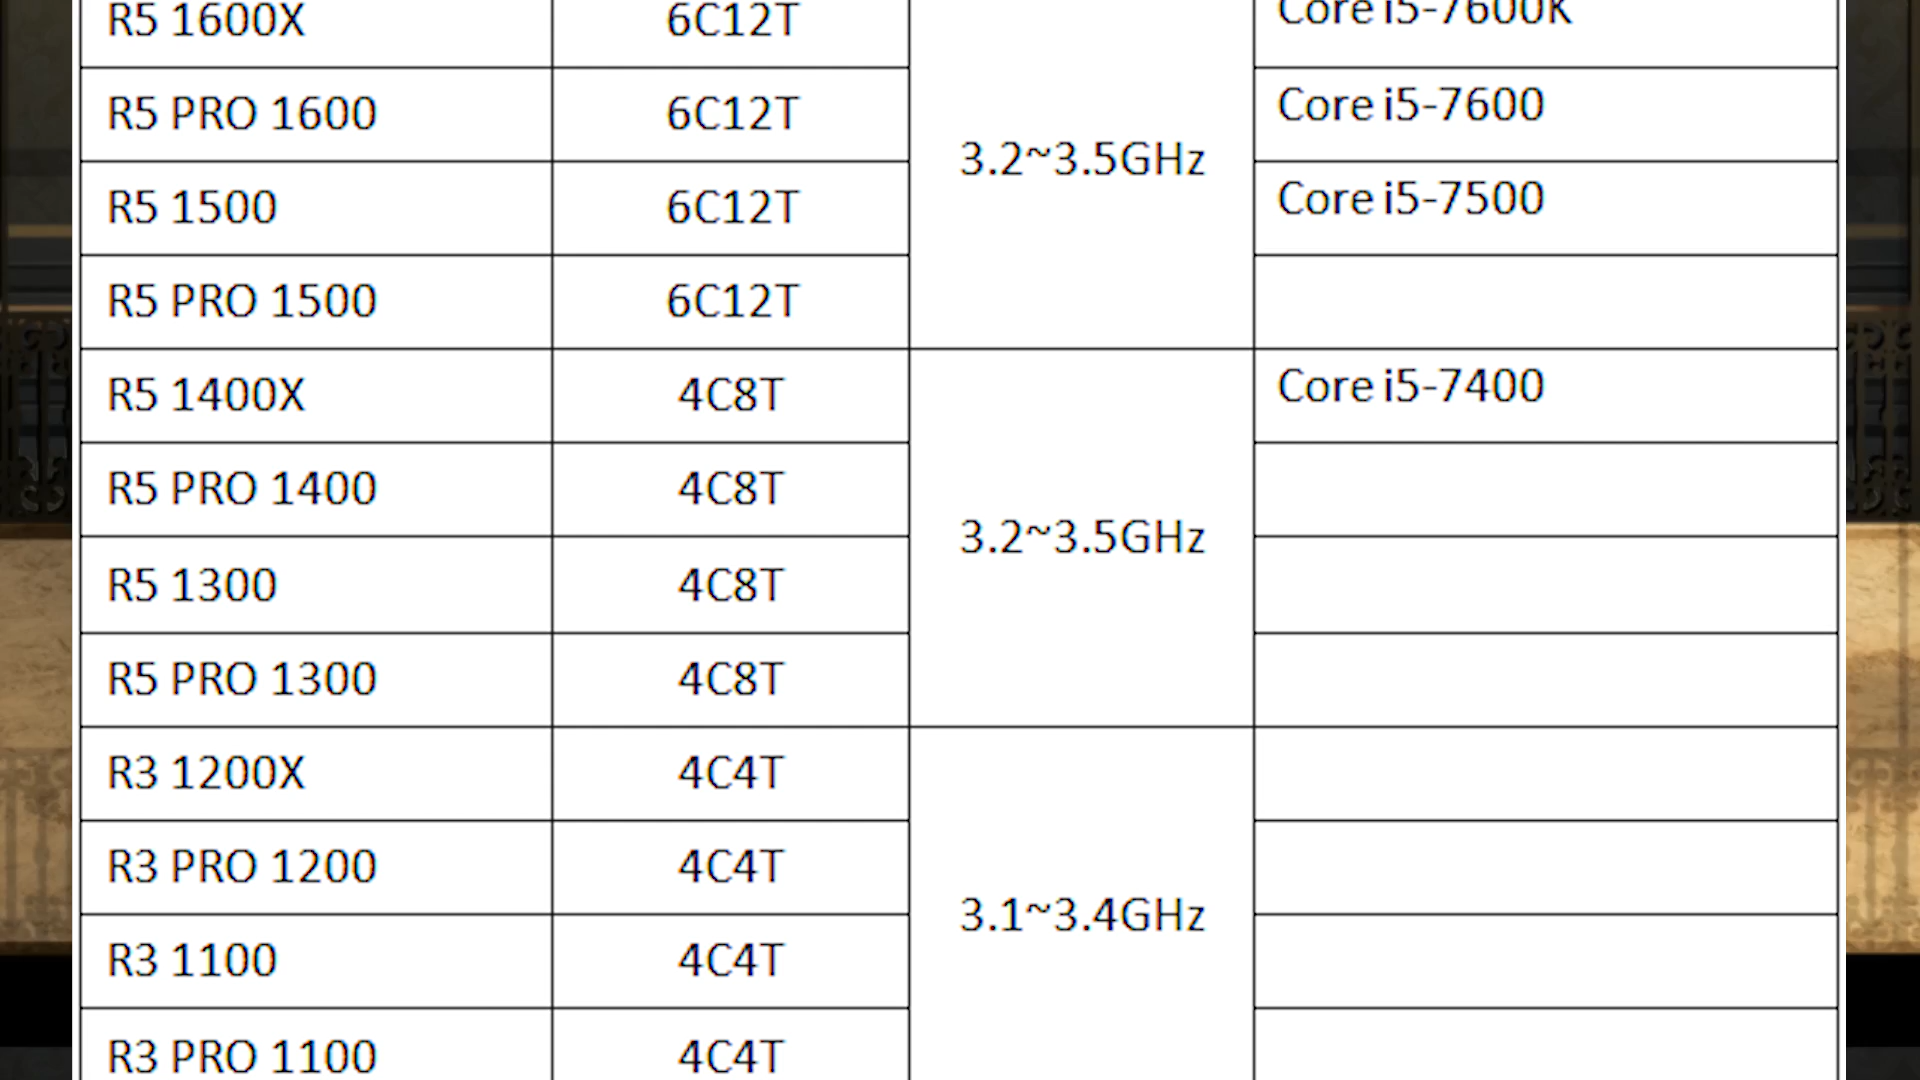 R5 1600X 6C12T Core i5-7600K
R5 PRO 1600 6C12T Core i5-7600
3.2~3.5GHz
R5 1500 6C12T Core i5-7500
R5 PRO 1500 6C12T
R5 1400X 4C8T Core i5-7400
R5 PRO 1400 4C8T
3.2~3.5GHz
R5 1300 4C8T
R5 PRO 1300 4C8T
R3 1200X 4C4T
R3 PRO 1200 4C4T
3.1~3.4GHz
R3 1100 4C4T
R3 PRO 1100 4C4T